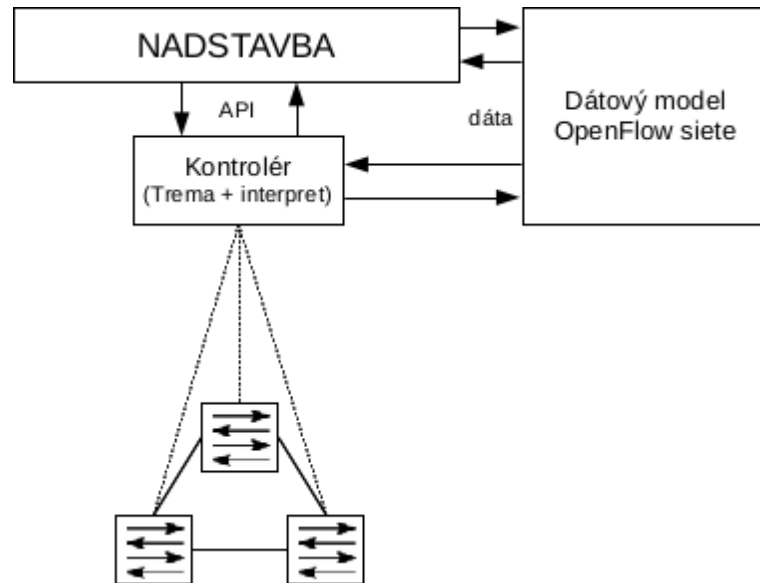 NADSTAVBA
API
dáta
Dátový model
OpenFlow siete
Kontrolér
(Trema + interpret)